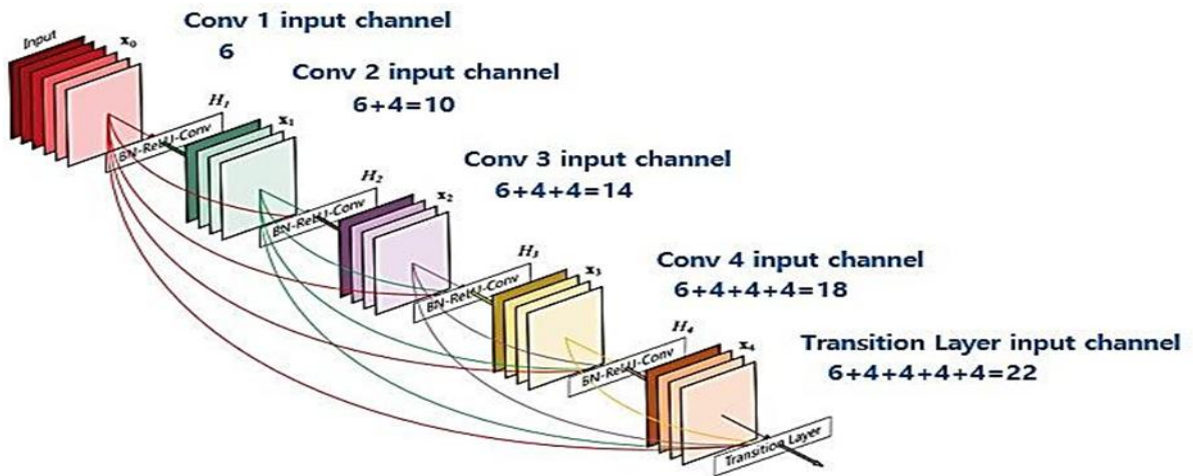 Input
x0
Conv 1 input channel
6
H1
BN-ReLU-Conv
x1
Conv 2 input channel
6+4=10
H2
BN-ReLU-Conv
x2
Conv 3 input channel
6+4+4=14
H3
BN-ReLU-Conv
x3
Conv 4 input channel
6+4+4+4=18
H4
BN-ReLU-Conv
x4
Transition Layer input channel
6+4+4+4+4=22
Transition Layer